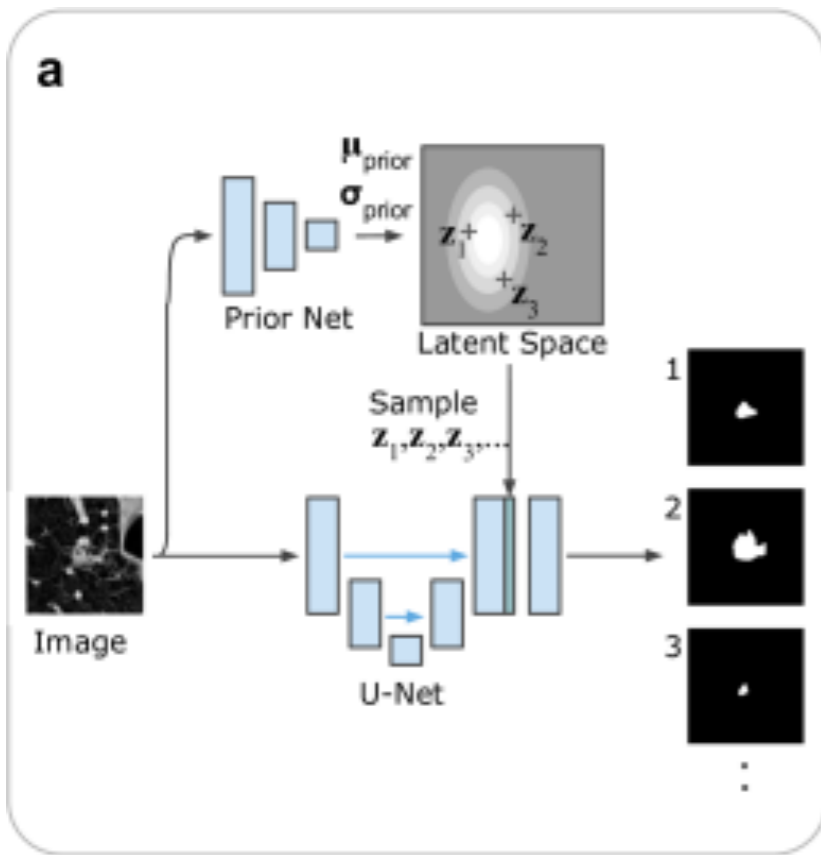 a
μprior
σprior
z1
z2
z3
Prior Net
Latent Space
Sample
z1,z2,z3,...
1
2
3
Image
U-Net